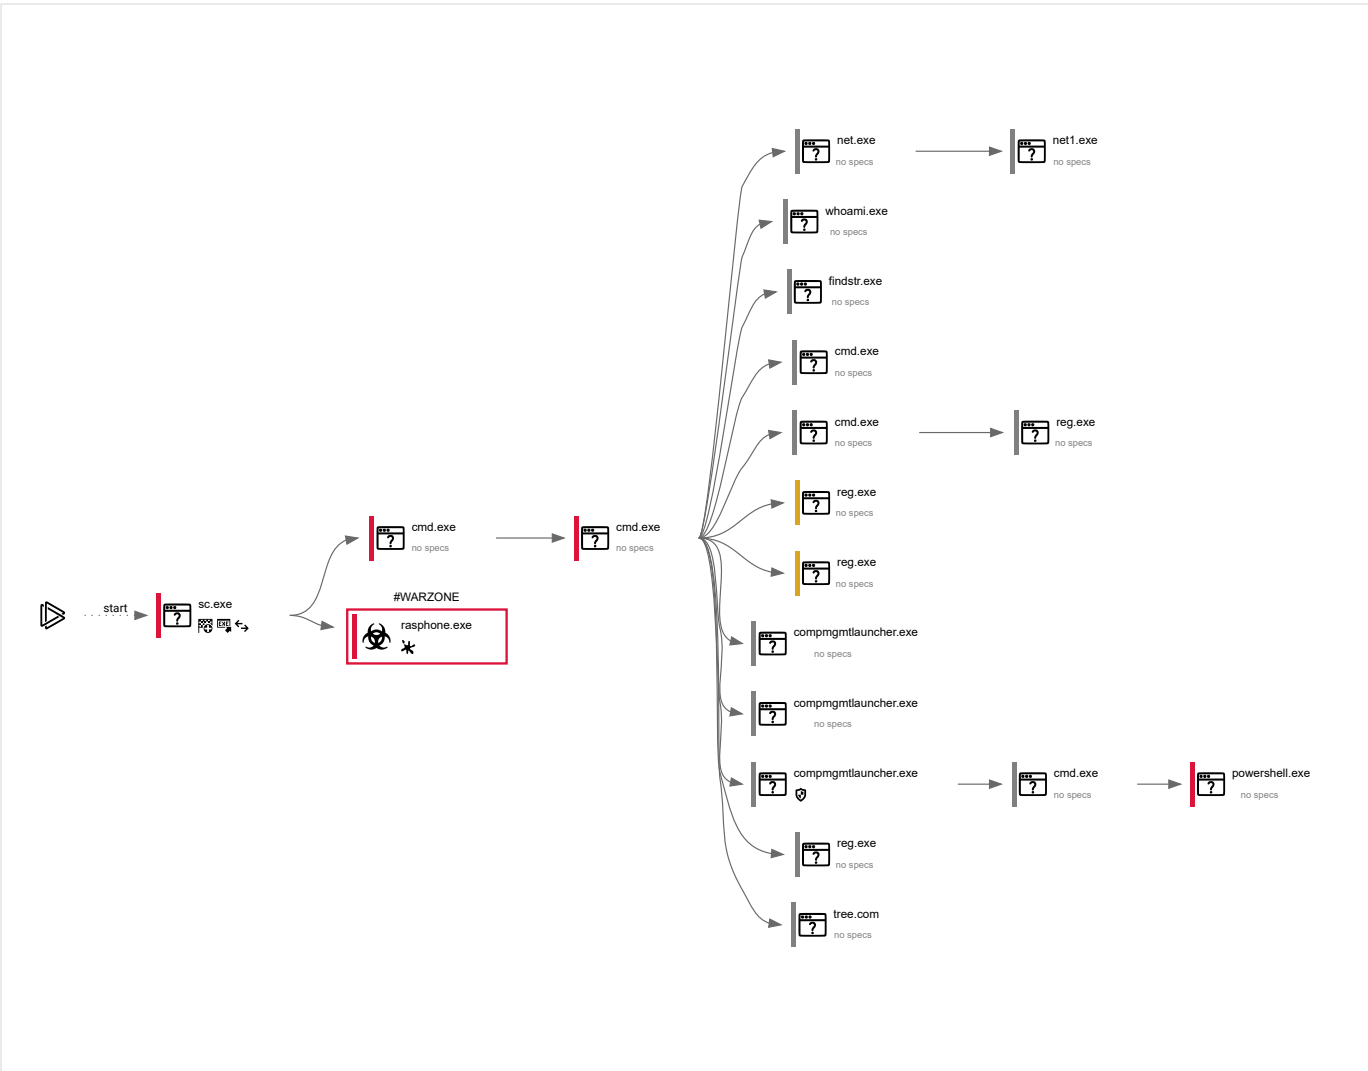 net.exe
no specs
net1.exe
no specs
whoami.exe
no specs
findstr.exe
no specs
cmd.exe
no specs
cmd.exe
no specs
reg.exe
no specs
reg.exe
no specs
cmd.exe
no specs
cmd.exe
no specs
reg.exe
no specs
#WARZONE
start
sc.exe
EXE
rasphone.exe
compmgmtlauncher.exe
no specs
compmgmtlauncher.exe
no specs
compmgmtlauncher.exe
cmd.exe
no specs
powershell.exe
no specs
reg.exe
no specs
tree.com
no specs